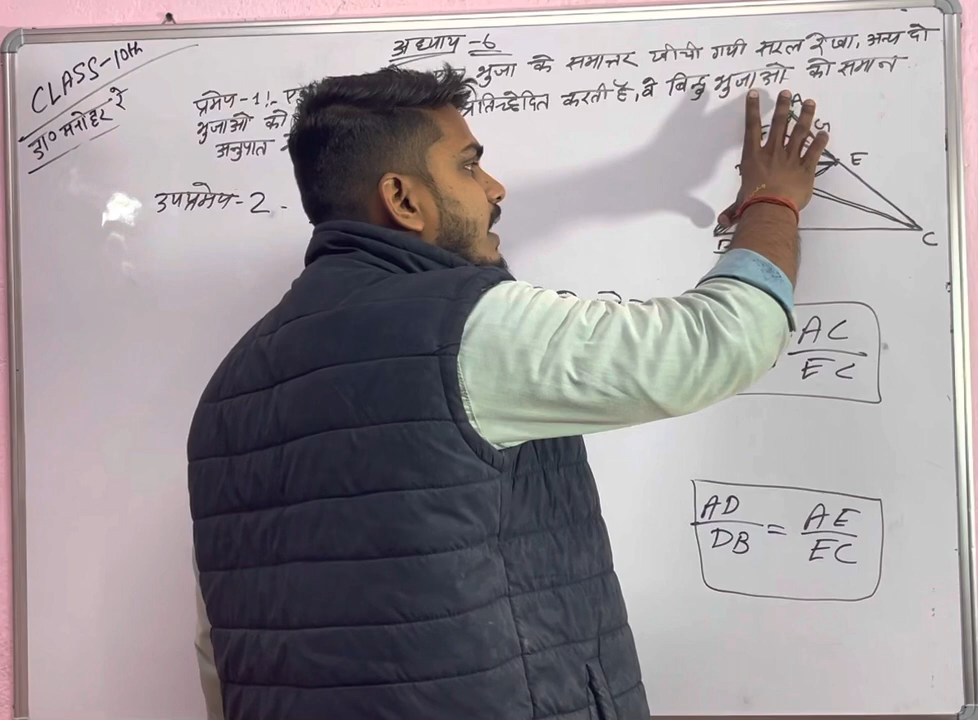 CLASS-10th
डा० मनोहर रे
अध्याय-6
प्रमेय-1:- भुजा के समान्तर खींची गयी सरल रेखा, अन्य दो
भुजाओ को प्रतिच्छेदित करती है, वे बिन्दु भुजाओ को समान
अनुपात
उपप्रमेय-2 -
A
G
E
C
AC
EC
AD/DB = AE/EC